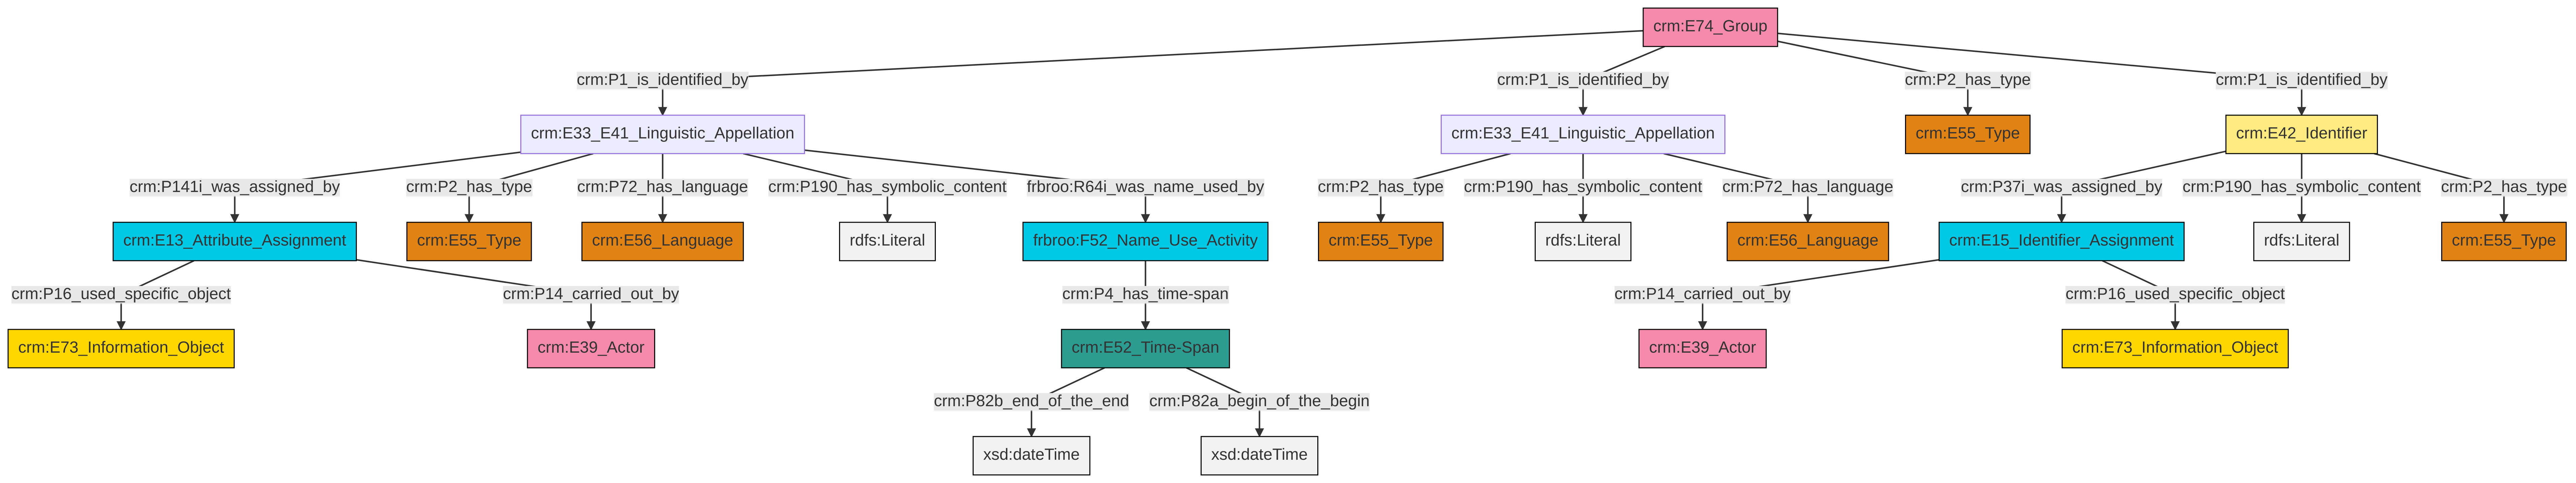 crm:E74_Group
crm:P1_is_identified_by
crm:P1_is_identified_by
crm:P2_has_type
crm:P1_is_identified_by
crm:E33_E41_Linguistic_Appellation
crm:E33_E41_Linguistic_Appellation
crm:E55_Type
crm:E42_Identifier
crm:P141i_was_assigned_by
crm:P2_has_type
crm:P72_has_language
crm:P190_has_symbolic_content
frbroo:R64i_was_name_used_by
crm:P2_has_type
crm:P190_has_symbolic_content
crm:P72_has_language
crm:P37i_was_assigned_by
crm:P190_has_symbolic_content
crm:P2_has_type
crm:E13_Attribute_Assignment
crm:E55_Type
crm:E56_Language
rdfs:Literal
frbroo:F52_Name_Use_Activity
crm:E55_Type
rdfs:Literal
crm:E56_Language
crm:E15_Identifier_Assignment
rdfs:Literal
crm:E55_Type
crm:P16_used_specific_object
crm:P14_carried_out_by
crm:P4_has_time-span
crm:P14_carried_out_by
crm:P16_used_specific_object
crm:E73_Information_Object
crm:E39_Actor
crm:E52_Time-Span
crm:E39_Actor
crm:E73_Information_Object
crm:P82b_end_of_the_end
crm:P82a_begin_of_the_begin
xsd:dateTime
xsd:dateTime